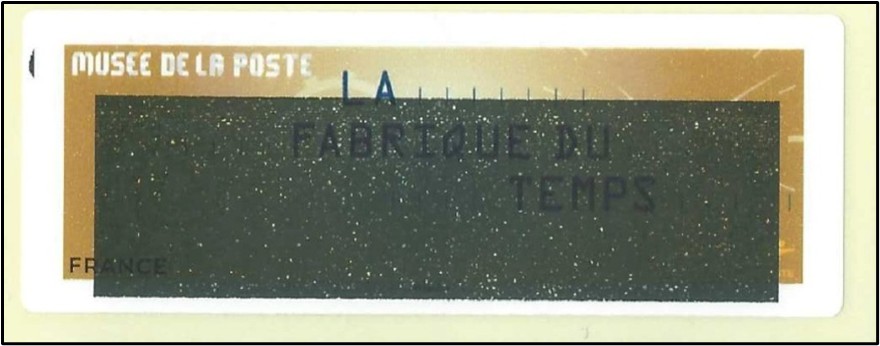 MUSEE DE LA POSTE
LA
FABRIQUE DU
TEMPS
FRANCE